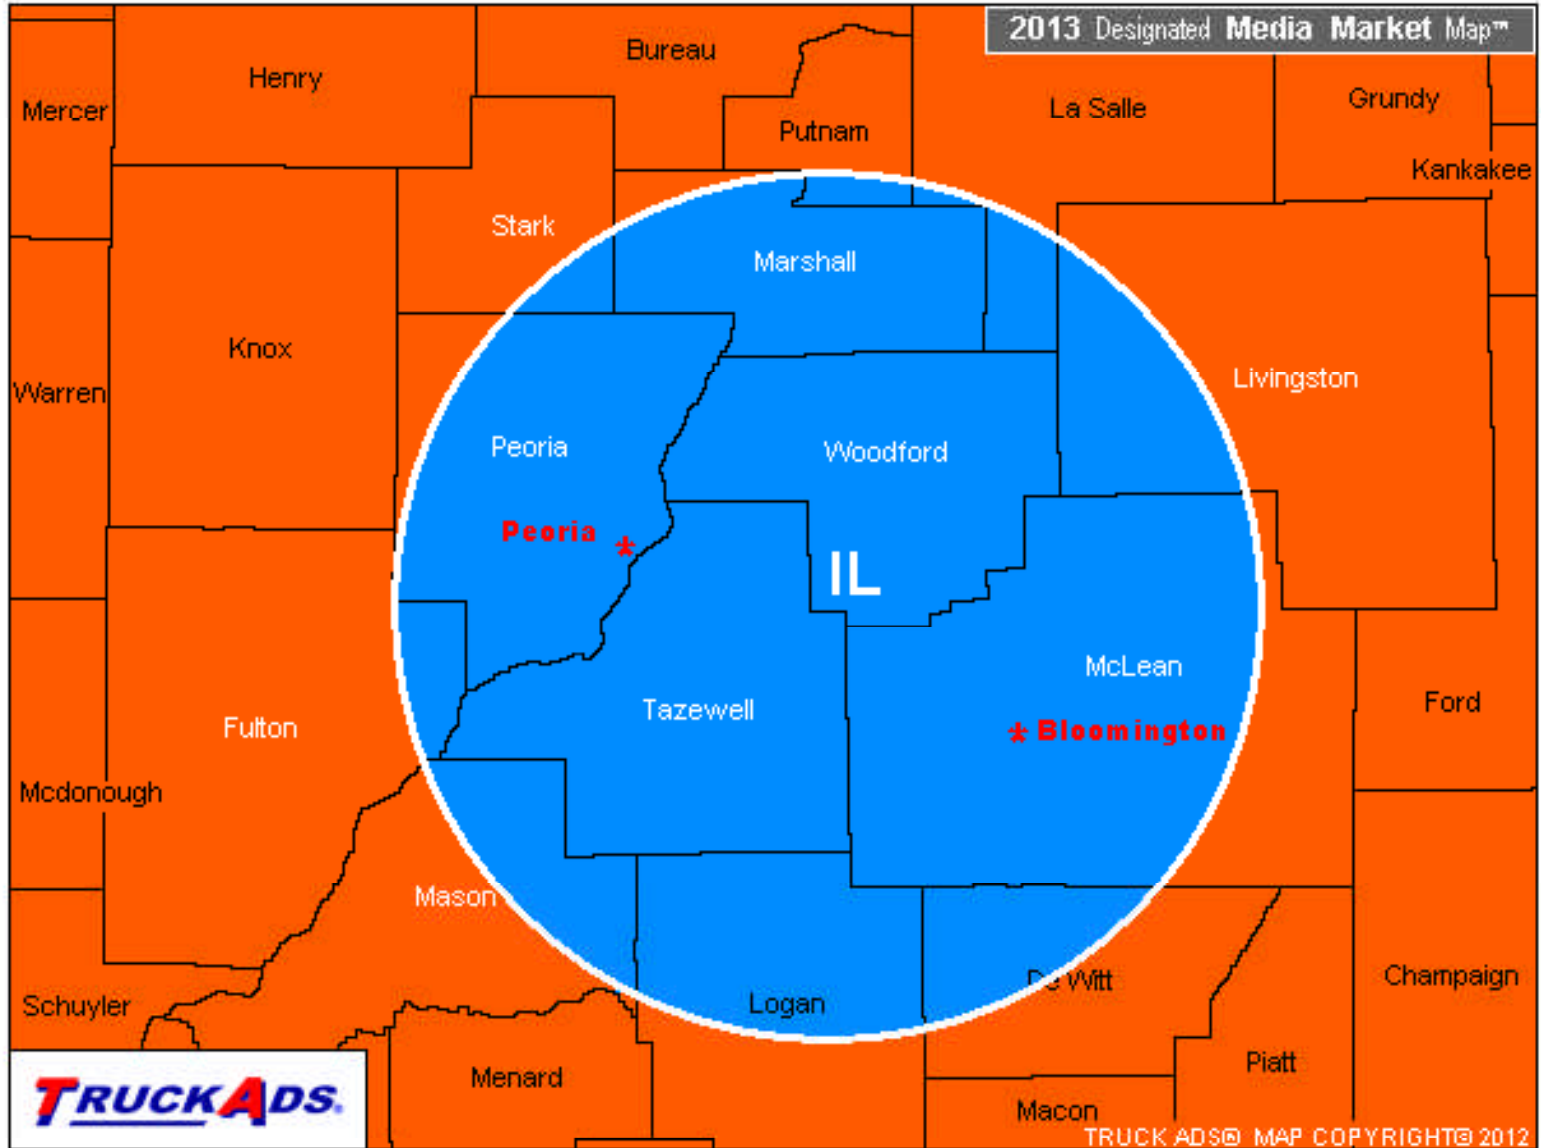 2013 Designated Media Market Map™
Bureau
Henry
Mercer
Grundy
La Salle
Putnam
Kankakee
Stark
Marshall
Knox
Livingston
Warren
Peoria
Woodford
Peoria
IL
McLean
Tazewell
Ford
Fulton
Bloomington
Mcdonough
Mason
Champaign
De Witt
Logan
Schuyler
Piatt
Menard
TRUCKADS.
Macon
TRUCK ADS® MAP COPYRIGHT© 2012